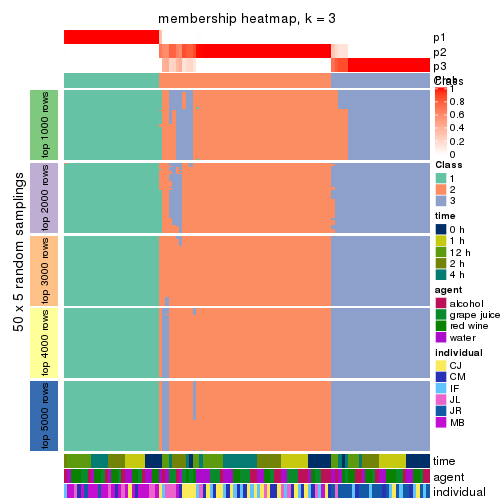 membership heatmap, k = 3
p1
p2
p3
Class
Prob
Class
1
0.8
0.6
0.4
0.2
0
Class
1
2
3
time
0 h
1 h
12 h
2 h
4 h
agent
alcohol
grape juice
red wine
water
individual
CJ
CM
IF
JL
JR
MB
50 x 5 random samplings
top 1000 rows
top 2000 rows
top 3000 rows
top 4000 rows
top 5000 rows
time
agent
individual